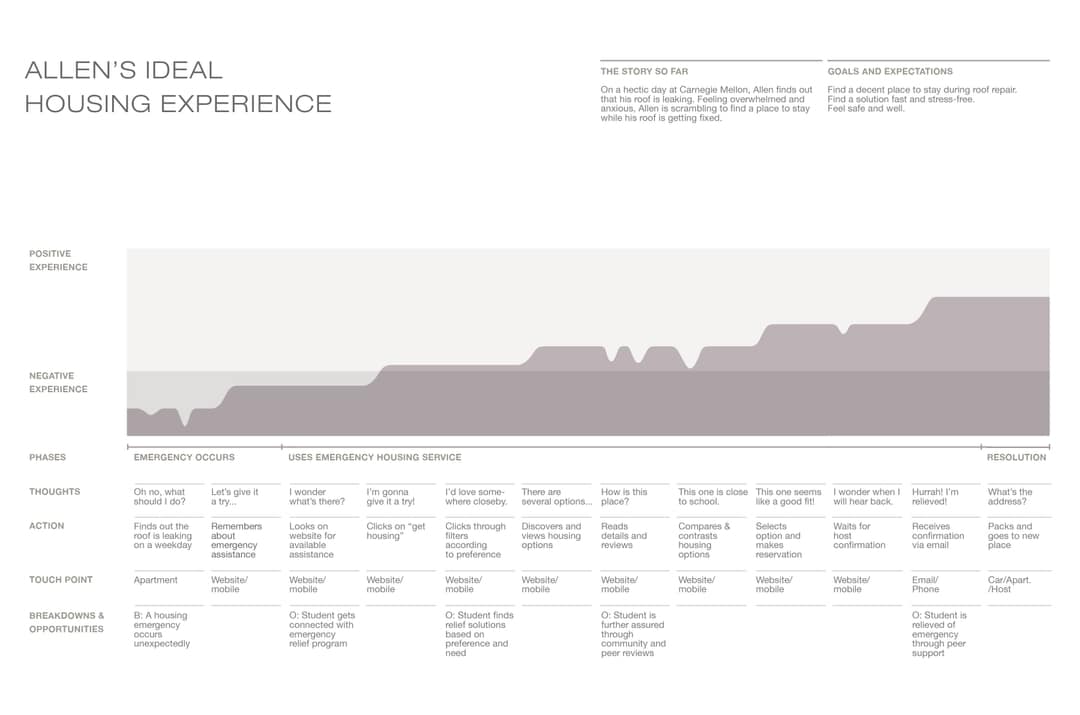 ALLEN'S IDEAL
HOUSING EXPERIENCE
THE STORY SO FAR
On a hectic day at Carnegie Mellon, Allen finds out
that his roof is leaking. Feeling overwhelmed and
anxious, Allen is scrambling to find a place to stay
while his roof is getting fixed.
GOALS AND EXPECTATIONS
Find a decent place to stay during roof repair.
Find a solution fast and stress-free.
Feel safe and well.
POSITIVE
EXPERIENCE
NEGATIVE
EXPERIENCE
PHASES
EMERGENCY OCCURS
USES EMERGENCY HOUSING SERVICE
RESOLUTION
THOUGHTS
Oh no, what
should I do?
Let's give it
a try...
I wonder
what's there?
I'm gonna
give it a try!
I'd love some-
where closeby.
There are
several options...
How is this
place?
This one is close
to school.
This one seems
like a good fit!
I wonder when I
will hear back.
Hurrah! I'm
relieved!
What's the
address?
ACTION
Finds out the
roof is leaking
on a weekday
Remembers
about
emergency
assistance
Looks on
website for
available
assistance
Clicks on "get
housing"
Clicks through
filters
according
to preference
Discovers and
views housing
options
Reads
details and
reviews
Compares &
contrasts
housing
options
Selects
option and
makes
reservation
Waits for
host
confirmation
Receives
confirmation
via email
Packs and
goes to new
place
TOUCH POINT
Apartment
Website/
mobile
Website/
mobile
Website/
mobile
Website/
mobile
Website/
mobile
Website/
mobile
Website/
mobile
Website/
mobile
Website/
mobile
Email/
Phone
Car/Apart.
/Host
BREAKDOWNS &
OPPORTUNITIES
B: A housing
emergency
occurs
unexpectedly
O: Student gets
connected with
emergency
relief program
O: Student finds
relief solutions
based on
preference and
need
O: Student is
further assured
through
community and
peer reviews
O: Student is
relieved of
emergency
through peer
support